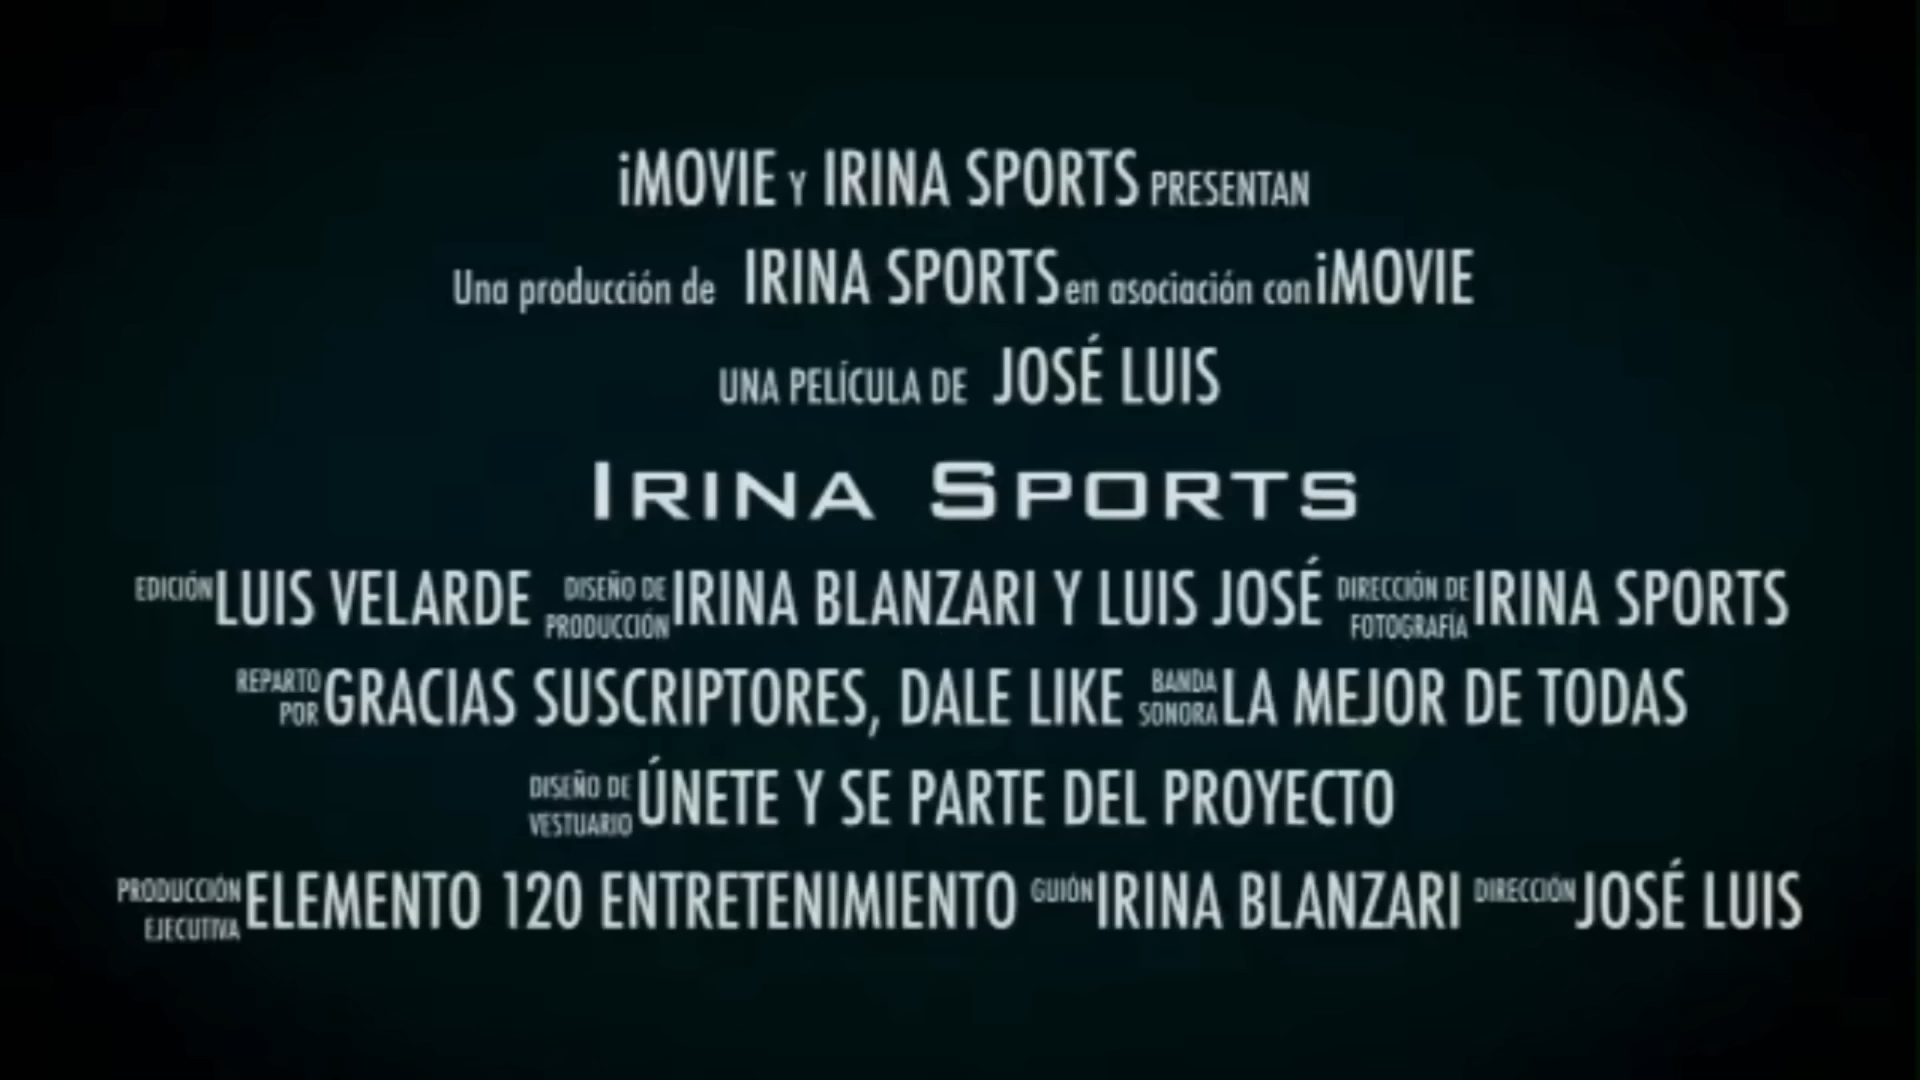 iMOVIE Y IRINA SPORTS PRESENTAN
Una producción de IRINA SPORTS en asociación con iMOVIE
UNA PELÍCULA DE JOSÉ LUIS
IRINA SPORTS
EDICIÓN LUIS VELARDE DISEÑO DE PRODUCCIÓN IRINA BLANZARI Y LUIS JOSÉ DIRECCIÓN DE FOTOGRAFÍA IRINA SPORTS
REPARTO POR GRACIAS SUSCRIPTORES, DALE LIKE BANDA SONORA LA MEJOR DE TODAS
DISEÑO DE VESTUARIO ÚNETE Y SE PARTE DEL PROYECTO
PRODUCCIÓN EJECUTIVA ELEMENTO 120 ENTRETENIMIENTO GUIÓN IRINA BLANZARI DIRECCIÓN JOSÉ LUIS